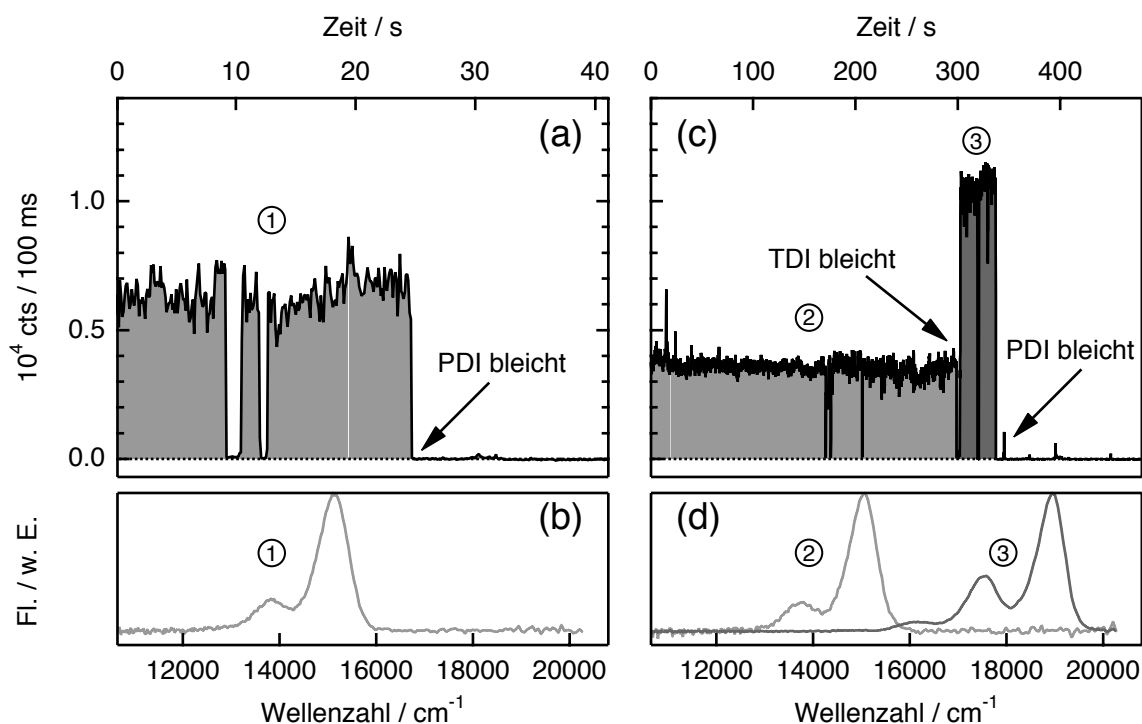 Zeit / s
Zeit / s
0 10 20 30 40
0 100 200 300 400
(a)
(c)
③
①
1.0
TDI bleicht
②
10⁴ cts / 100 ms
0.5
PDI bleicht
PDI bleicht
0.0
(b)
(d)
Fl. / w. E.
①
②
③
12000 14000 16000 18000 20000
12000 14000 16000 18000 20000
Wellenzahl / cm⁻¹
Wellenzahl / cm⁻¹